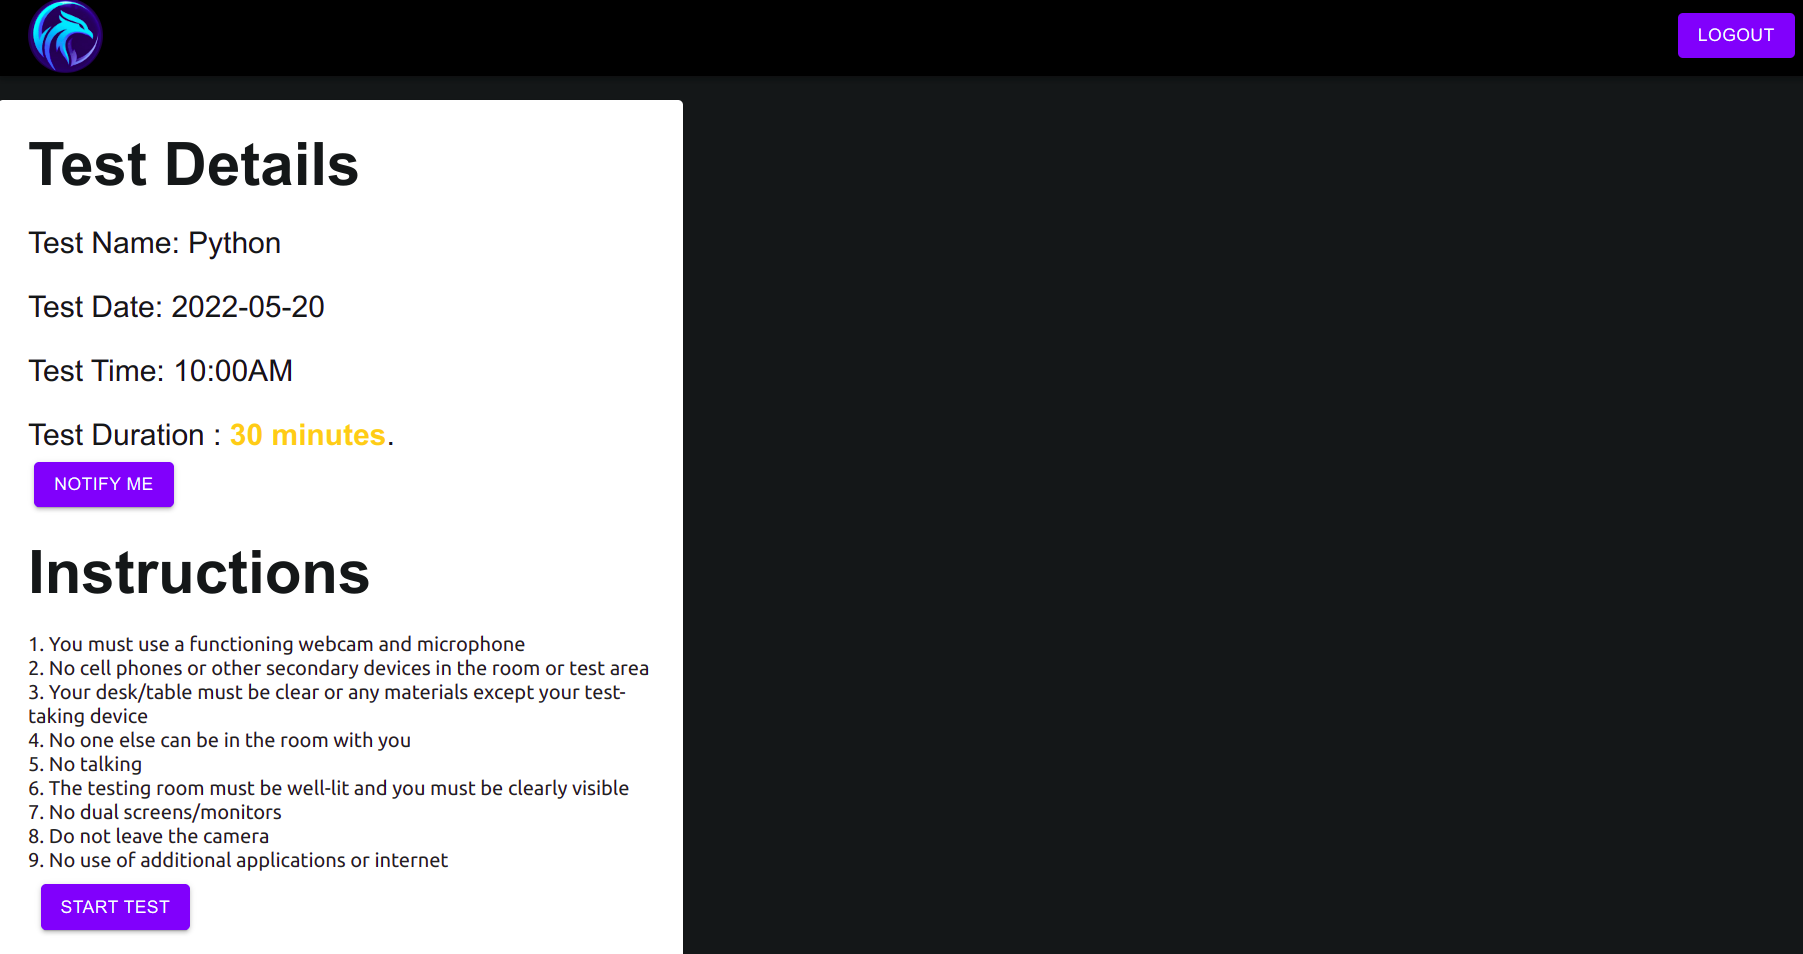 LOGOUT
Test Details
Test Name: Python
Test Date: 2022-05-20
Test Time: 10:00AM
Test Duration : 30 minutes.
NOTIFY ME
Instructions
1. You must use a functioning webcam and microphone
2. No cell phones or other secondary devices in the room or test area
3. Your desk/table must be clear or any materials except your test-
taking device
4. No one else can be in the room with you
5. No talking
6. The testing room must be well-lit and you must be clearly visible
7. No dual screens/monitors
8. Do not leave the camera
9. No use of additional applications or internet
START TEST